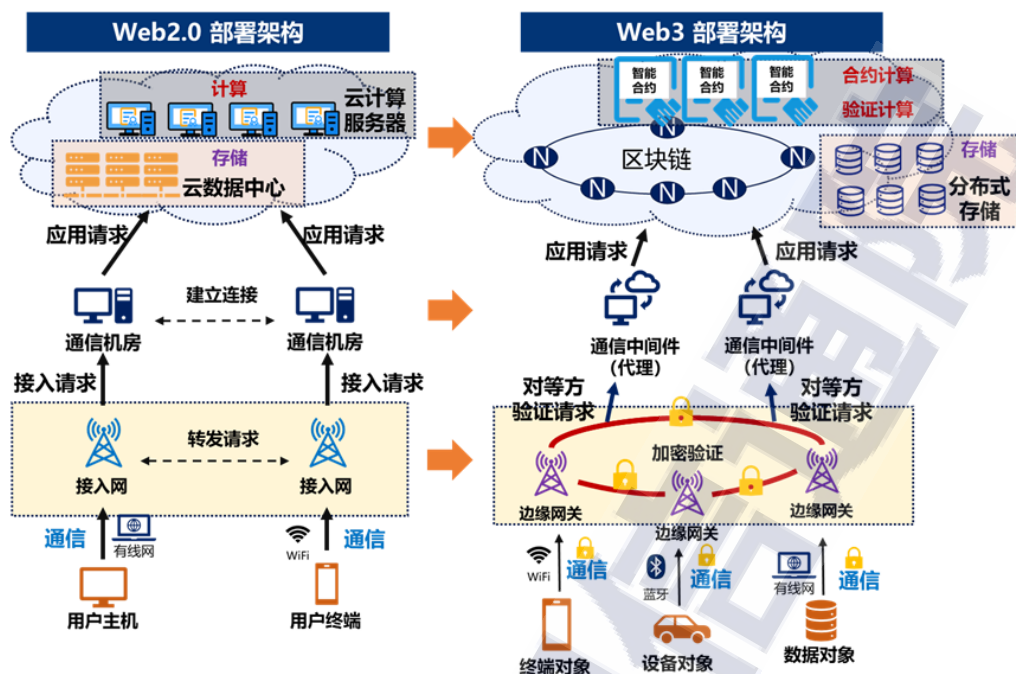 Web2.0 部署架构
计算
云计算
服务器
存储
云数据中心
应用请求
应用请求
建立连接
通信机房
通信机房
接入请求
接入请求
转发请求
接入网
接入网
通信
有线网
WiFi
通信
用户主机
用户终端
Web3 部署架构
智能
合约
智能
合约
智能
合约
合约计算
验证计算
N
N
N
N
N
N
区块链
存储
分布式
存储
应用请求
应用请求
通信中间件
（代理）
通信中间件
（代理）
对等方
验证请求
对等方
验证请求
加密验证
边缘网关
边缘网关
边缘网关
WiFi
通信
蓝牙
通信
有线网
通信
终端对象
设备对象
数据对象